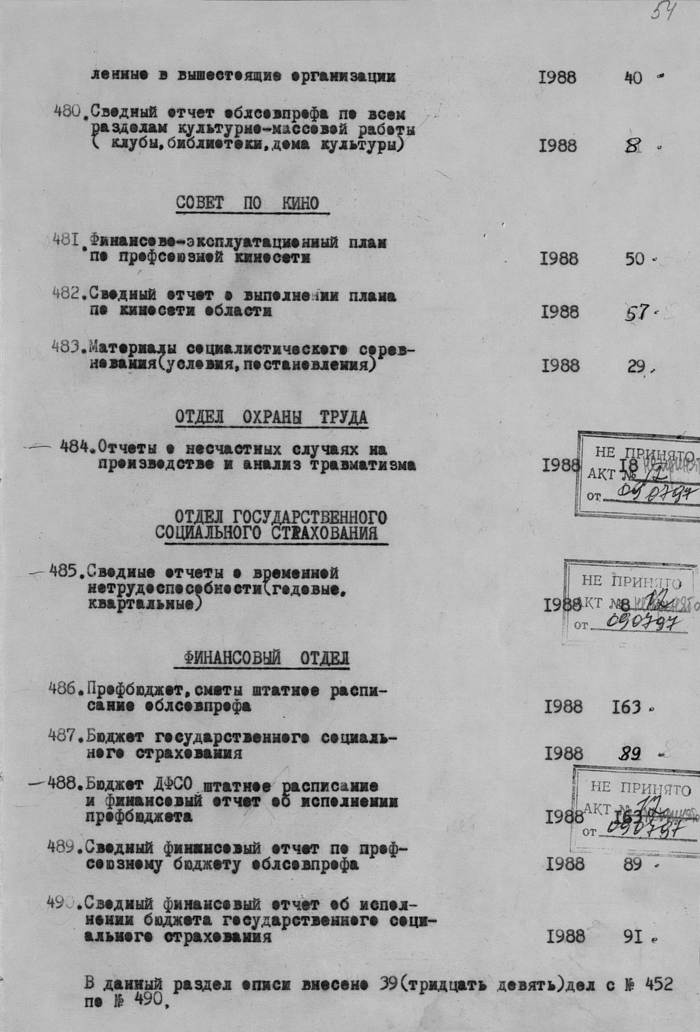 54
ленные в вышестоящие организации 1988 40
480. Сводный отчет облсовпрофа по всем
разделам культурно-массовой работы
( клубы, библиотеки, дома культуры) 1988 8
СОВЕТ ПО КИНО
481. Финансово-эксплуатационный план
по профсоюзной киносети 1988 50
482. Сводный отчет о выполнении плана
по киносети области 1988 57
483. Материалы социалистического сорев-
нования(условия, постановления) 1988 29
ОТДЕЛ ОХРАНЫ ТРУДА
484. Отчеты о несчастных случаях на
производстве и анализ травматизма 1988 18
НЕ ПРИНЯТО
АКТ № 12
от 090797
ОТДЕЛ ГОСУДАРСТВЕННОГО
СОЦИАЛЬНОГО СТРАХОВАНИЯ
485. Сводные отчеты о временной
нетрудоспособности(годовые,
квартальные) 1988 8
НЕ ПРИНЯТО
АКТ № 12
от 090797
ФИНАНСОВЫЙ ОТДЕЛ
486. Профбюджет, сметы штатное распи-
сание облсовпрофа 1988 163
487. Бюджет государственного социаль-
ного страхования 1988 89
488. Бюджет ДФСО штатное расписание
и финансовый отчет об исполнении
профбюджета 1988 163
НЕ ПРИНЯТО
АКТ № 12
от 090797
489. Сводный финансовый отчет по проф-
союзному бюджету облсовпрофа 1988 89
490. Сводный финансовый отчет об испол-
нении бюджета государственного соци-
ального страхования 1988 91
В данный раздел описи внесено 39(тридцать девять)дел с № 452
по № 490.